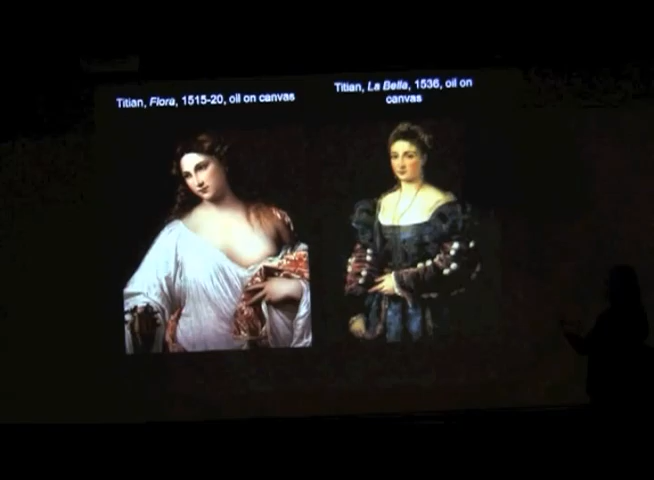 Titian, Flora, 1515-20, oil on canvas
Titian, La Bella, 1536, oil on
canvas